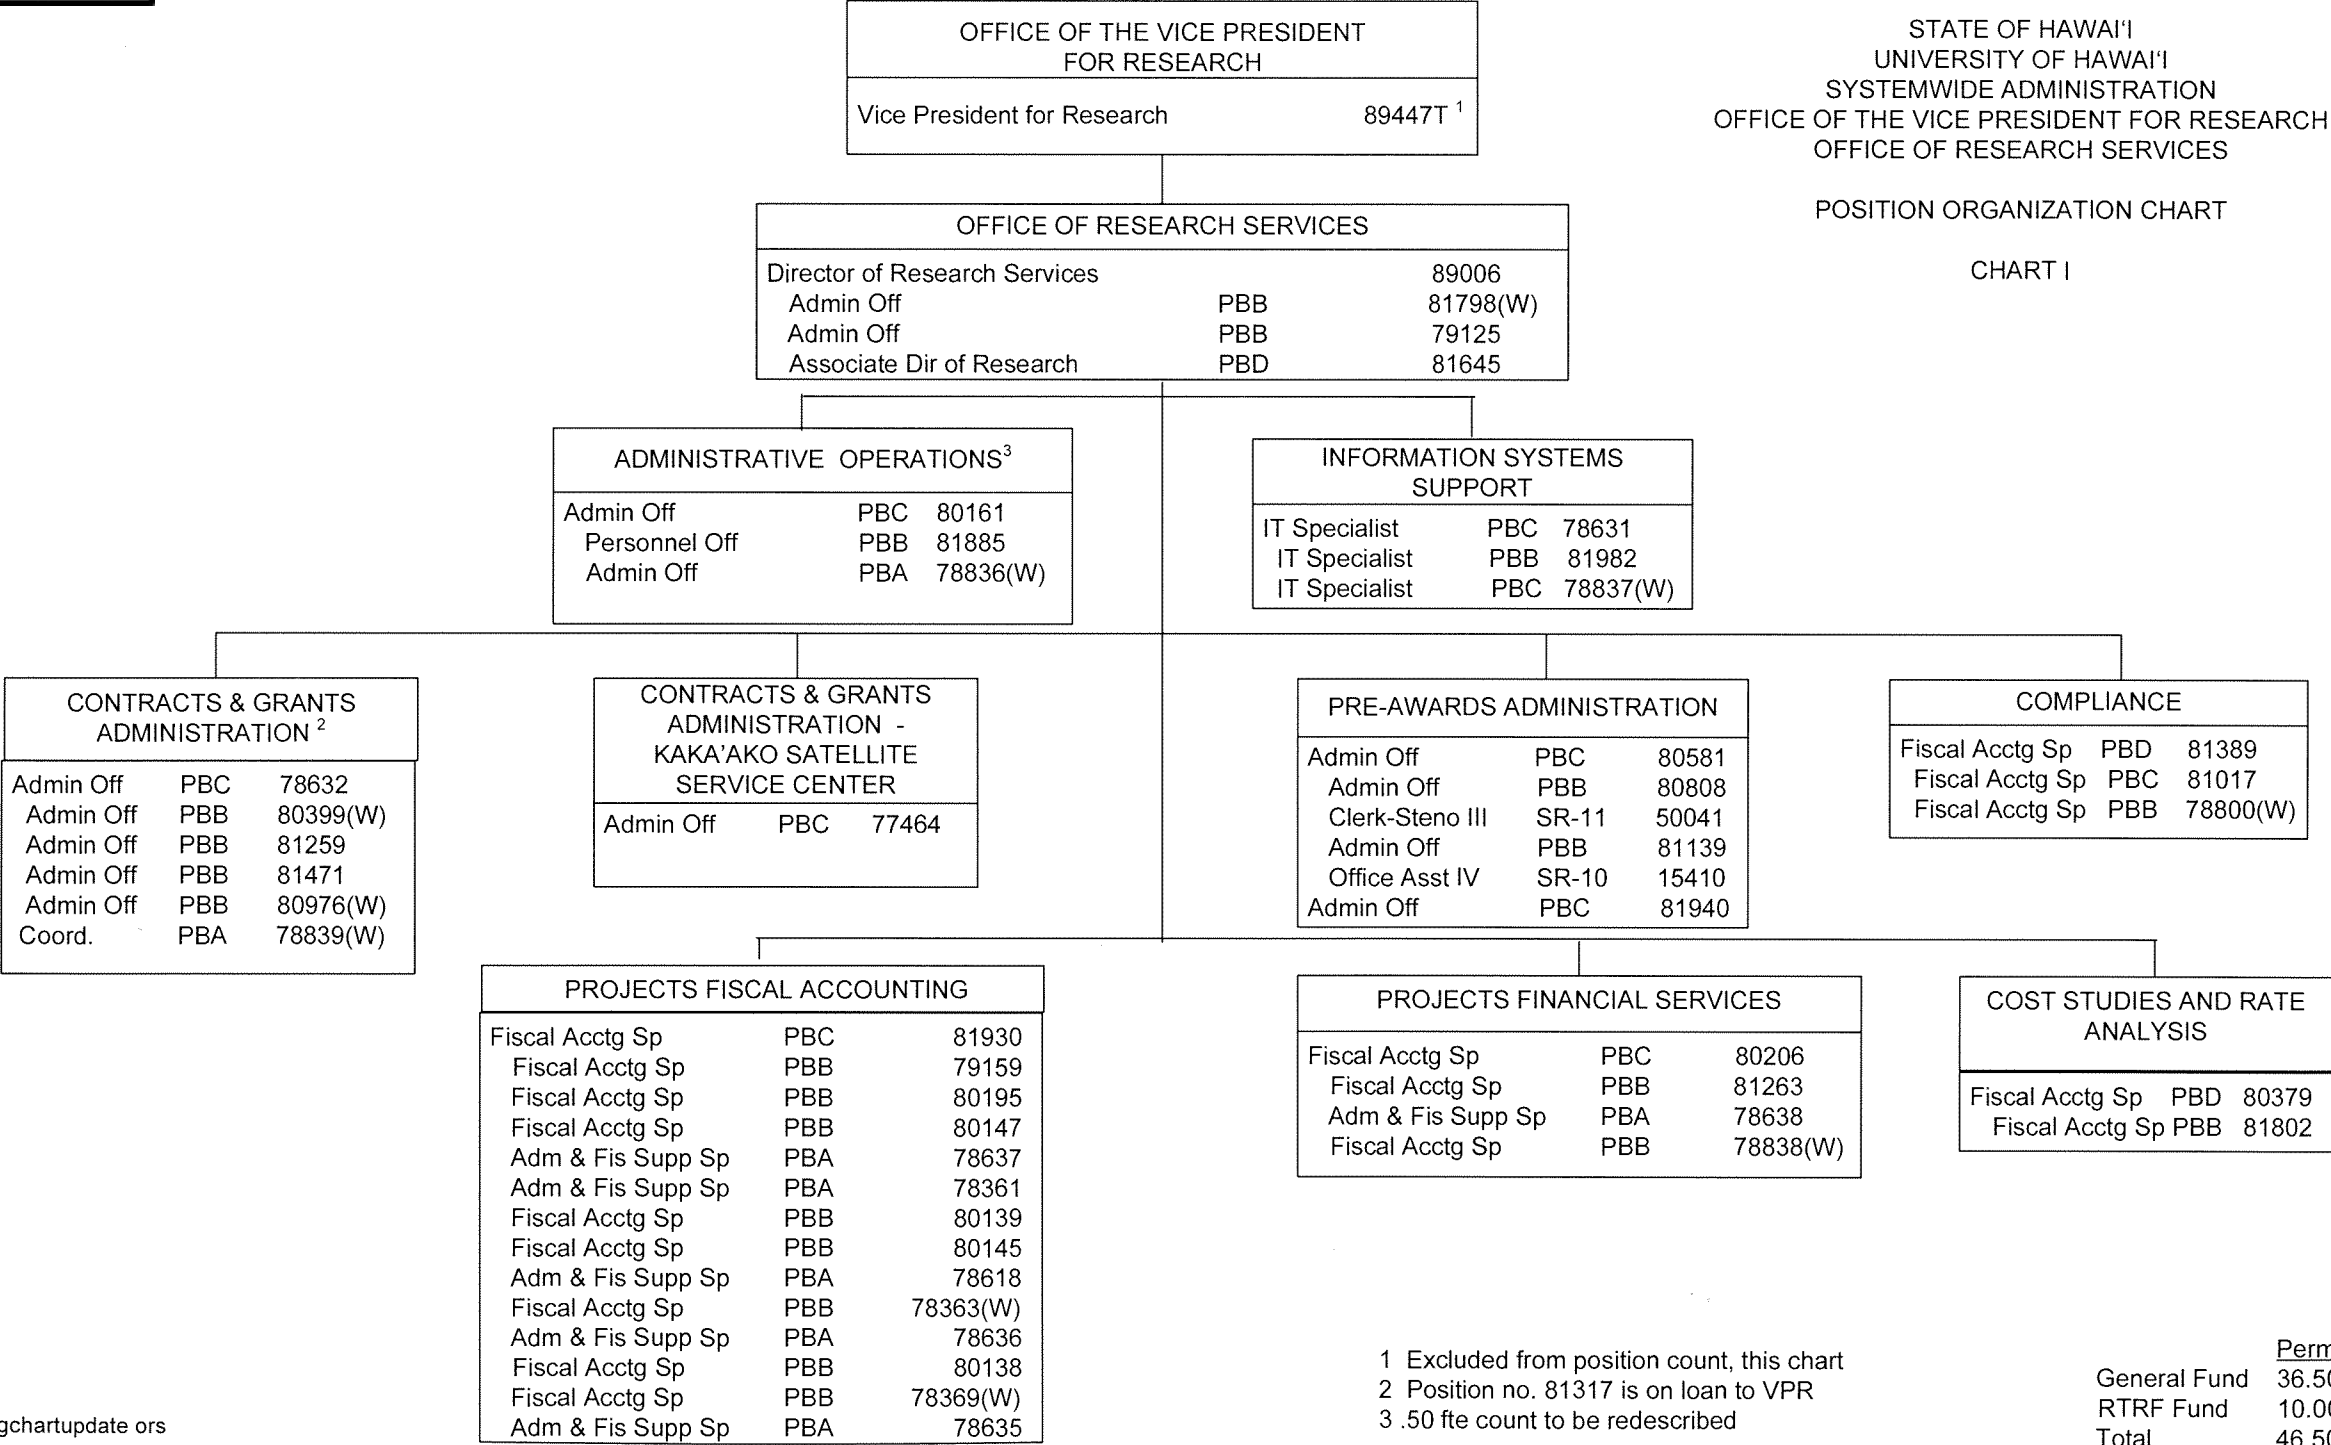 OFFICE OF THE VICE PRESIDENT
FOR RESEARCH
Vice President for Research 89447T 1
STATE OF HAWAI‘I
UNIVERSITY OF HAWAI‘I
SYSTEMWIDE ADMINISTRATION
OFFICE OF THE VICE PRESIDENT FOR RESEARCH
OFFICE OF RESEARCH SERVICES
POSITION ORGANIZATION CHART
CHART I
OFFICE OF RESEARCH SERVICES
Director of Research Services 89006
Admin Off PBB 81798(W)
Admin Off PBB 79125
Associate Dir of Research PBD 81645
ADMINISTRATIVE OPERATIONS3
Admin Off PBC 80161
Personnel Off PBB 81885
Admin Off PBA 78836(W)
INFORMATION SYSTEMS
SUPPORT
IT Specialist PBC 78631
IT Specialist PBB 81982
IT Specialist PBC 78837(W)
CONTRACTS & GRANTS
ADMINISTRATION 2
Admin Off PBC 78632
Admin Off PBB 80399(W)
Admin Off PBB 81259
Admin Off PBB 81471
Admin Off PBB 80976(W)
Coord. PBA 78839(W)
CONTRACTS & GRANTS
ADMINISTRATION -
KAKA’AKO SATELLITE
SERVICE CENTER
Admin Off PBC 77464
PRE-AWARDS ADMINISTRATION
Admin Off PBC 80581
Admin Off PBB 80808
Clerk-Steno III SR-11 50041
Admin Off PBB 81139
Office Asst IV SR-10 15410
Admin Off PBC 81940
COMPLIANCE
Fiscal Acctg Sp PBD 81389
Fiscal Acctg Sp PBC 81017
Fiscal Acctg Sp PBB 78800(W)
PROJECTS FISCAL ACCOUNTING
Fiscal Acctg Sp PBC 81930
Fiscal Acctg Sp PBB 79159
Fiscal Acctg Sp PBB 80195
Fiscal Acctg Sp PBB 80147
Adm & Fis Supp Sp PBA 78637
Adm & Fis Supp Sp PBA 78361
Fiscal Acctg Sp PBB 80139
Fiscal Acctg Sp PBB 80145
Adm & Fis Supp Sp PBA 78618
Fiscal Acctg Sp PBB 78363(W)
Adm & Fis Supp Sp PBA 78636
Fiscal Acctg Sp PBB 80138
Fiscal Acctg Sp PBB 78369(W)
Adm & Fis Supp Sp PBA 78635
PROJECTS FINANCIAL SERVICES
Fiscal Acctg Sp PBC 80206
Fiscal Acctg Sp PBB 81263
Adm & Fis Supp Sp PBA 78638
Fiscal Acctg Sp PBB 78838(W)
COST STUDIES AND RATE
ANALYSIS
Fiscal Acctg Sp PBD 80379
Fiscal Acctg Sp PBB 81802
1 Excluded from position count, this chart
2 Position no. 81317 is on loan to VPR
3 .50 fte count to be redescribed
Perm
General Fund 36.50
RTRF Fund 10.00
Total 46.50
gchartupdate ors